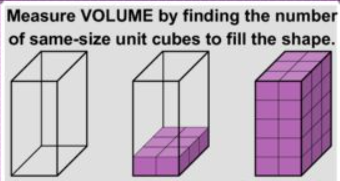 Measure VOLUME by finding the number
of same-size unit cubes to fill the shape.